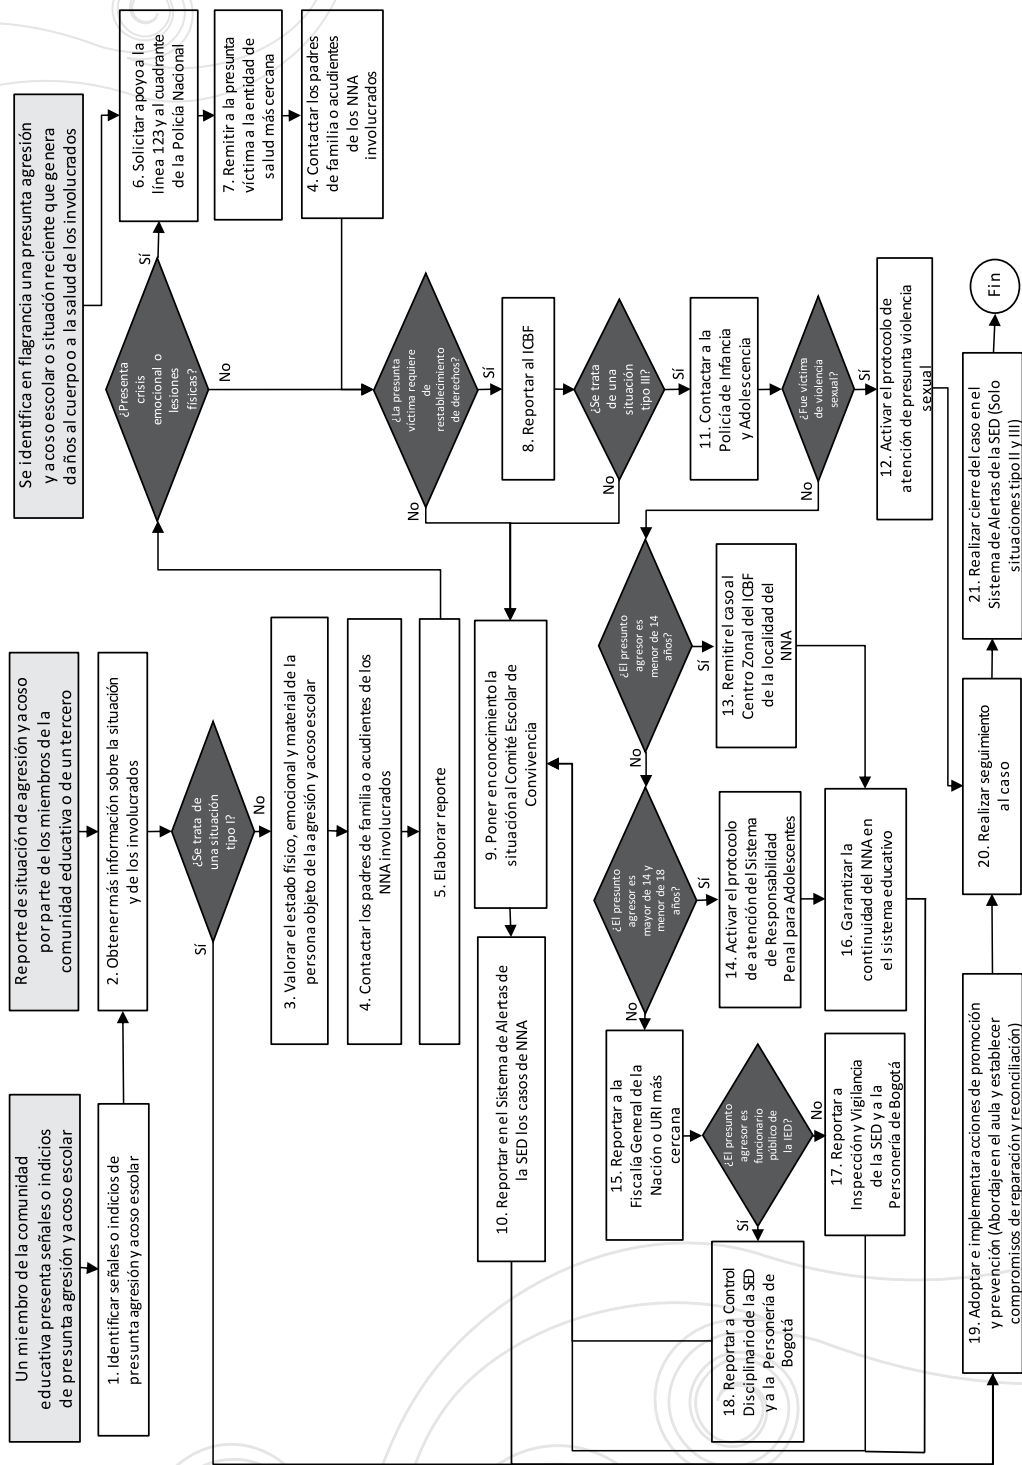 Un miembro de la comunidad
educativa presenta señales o indicios
de presunta agresión y acoso escolar
Reporte de situación de agresión y acoso
por parte de los miembros de la
comunidad educativa o de un tercero
Se identifica en flagrancia una presunta agresión
y acoso escolar o situación reciente que genera
daños al cuerpo o a la salud de los involucrados
1. Identificar señales o indicios de
presunta agresión y acoso escolar
2. Obtener más información sobre la situación
y de los involucrados
¿Se trata de
una situación
tipo I?
Sí
No
3. Valorar el estado físico, emocional y material de la
persona objeto de la agresión y acoso escolar
4. Contactar los padres de familia o acudientes de los
NNA involucrados
5. Elaborar reporte
¿Presenta
crisis
emocional o
lesiones
físicas?
Sí
No
6. Solicitar apoyo a la
línea 123 y al cuadrante
de la Policía Nacional
7. Remitir a la presunta
víctima a la entidad de
salud más cercana
4. Contactar los padres
de familia o acudientes
de los NNA
involucrados
¿La presunta
víctima requiere
de
restablecimiento
de derechos?
No
Sí
8. Reportar al ICBF
¿Se trata
de una
situación
tipo III?
No
Sí
9. Poner en conocimiento la
situación al Comité Escolar de
Convivencia
10. Reportar en el Sistema de Alertas de
la SED los casos de NNA
11. Contactar a la
Policía de Infancia
y Adolescencia
¿Fue víctima
de violencia
sexual?
No
Sí
12. Activar el protocolo de
atención de presunta violencia
sexual
¿El presunto
agresor es
menor de 14
años?
No
Sí
13. Remitir el caso al
Centro Zonal del ICBF
de la localidad del
NNA
¿El presunto
agresor es
mayor de 14 y
menor de 18
años?
No
Sí
14. Activar el protocolo
de atención del Sistema
de Responsabilidad
Penal para Adolescentes
15. Reportar a la
Fiscalía General de la
Nación o URI más
cercana
16. Garantizar la
continuidad del NNA en
el sistema educativo
¿El presunto
agresor es
funcionario
público de
la IED?
Sí
No
17. Reportar a
Inspección y Vigilancia
de la SED y a la
Personería de Bogotá
18. Reportar a Control
Disciplinario de la SED
y a la Personería de
Bogotá
19. Adoptar e implementar acciones de promoción
y prevención (Abordaje en el aula y establecer
compromisos de reparación y reconciliación)
20. Realizar seguimiento
al caso
21. Realizar cierre del caso en el
Sistema de Alertas de la SED (Solo
situaciones tipo II y III)
Fin